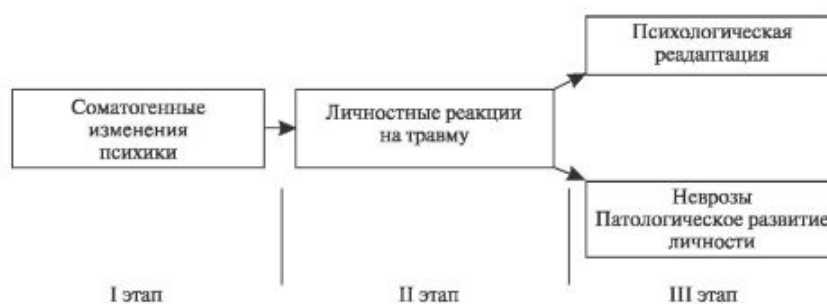 Соматогенные
изменения
психики
Личностные реакции
на травму
Психологическая
реадаптация
Неврозы
Патологическое развитие
личности
I этап
II этап
III этап